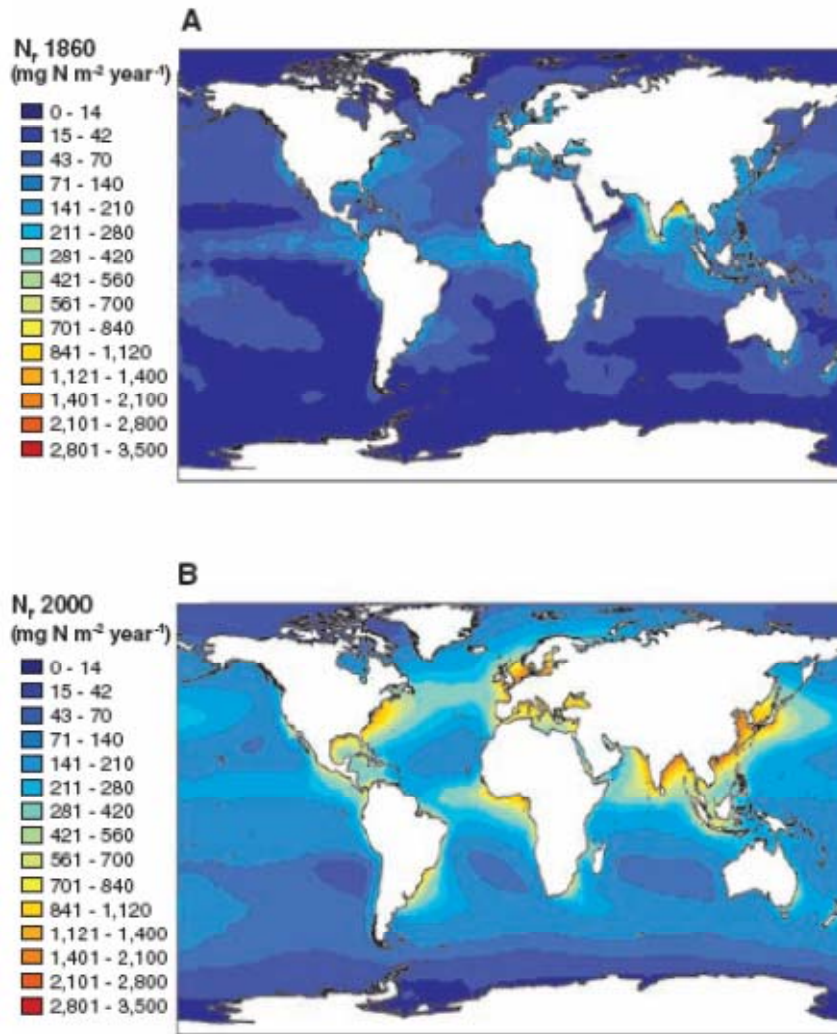 A
Nr 1860
(mg N m-2 year-1)
0 - 14
15 - 42
43 - 70
71 - 140
141 - 210
211 - 280
281 - 420
421 - 560
561 - 700
701 - 840
841 - 1,120
1,121 - 1,400
1,401 - 2,100
2,101 - 2,800
2,801 - 3,500
B
Nr 2000
(mg N m-2 year-1)
0 - 14
15 - 42
43 - 70
71 - 140
141 - 210
211 - 280
281 - 420
421 - 560
561 - 700
701 - 840
841 - 1,120
1,121 - 1,400
1,401 - 2,100
2,101 - 2,800
2,801 - 3,500